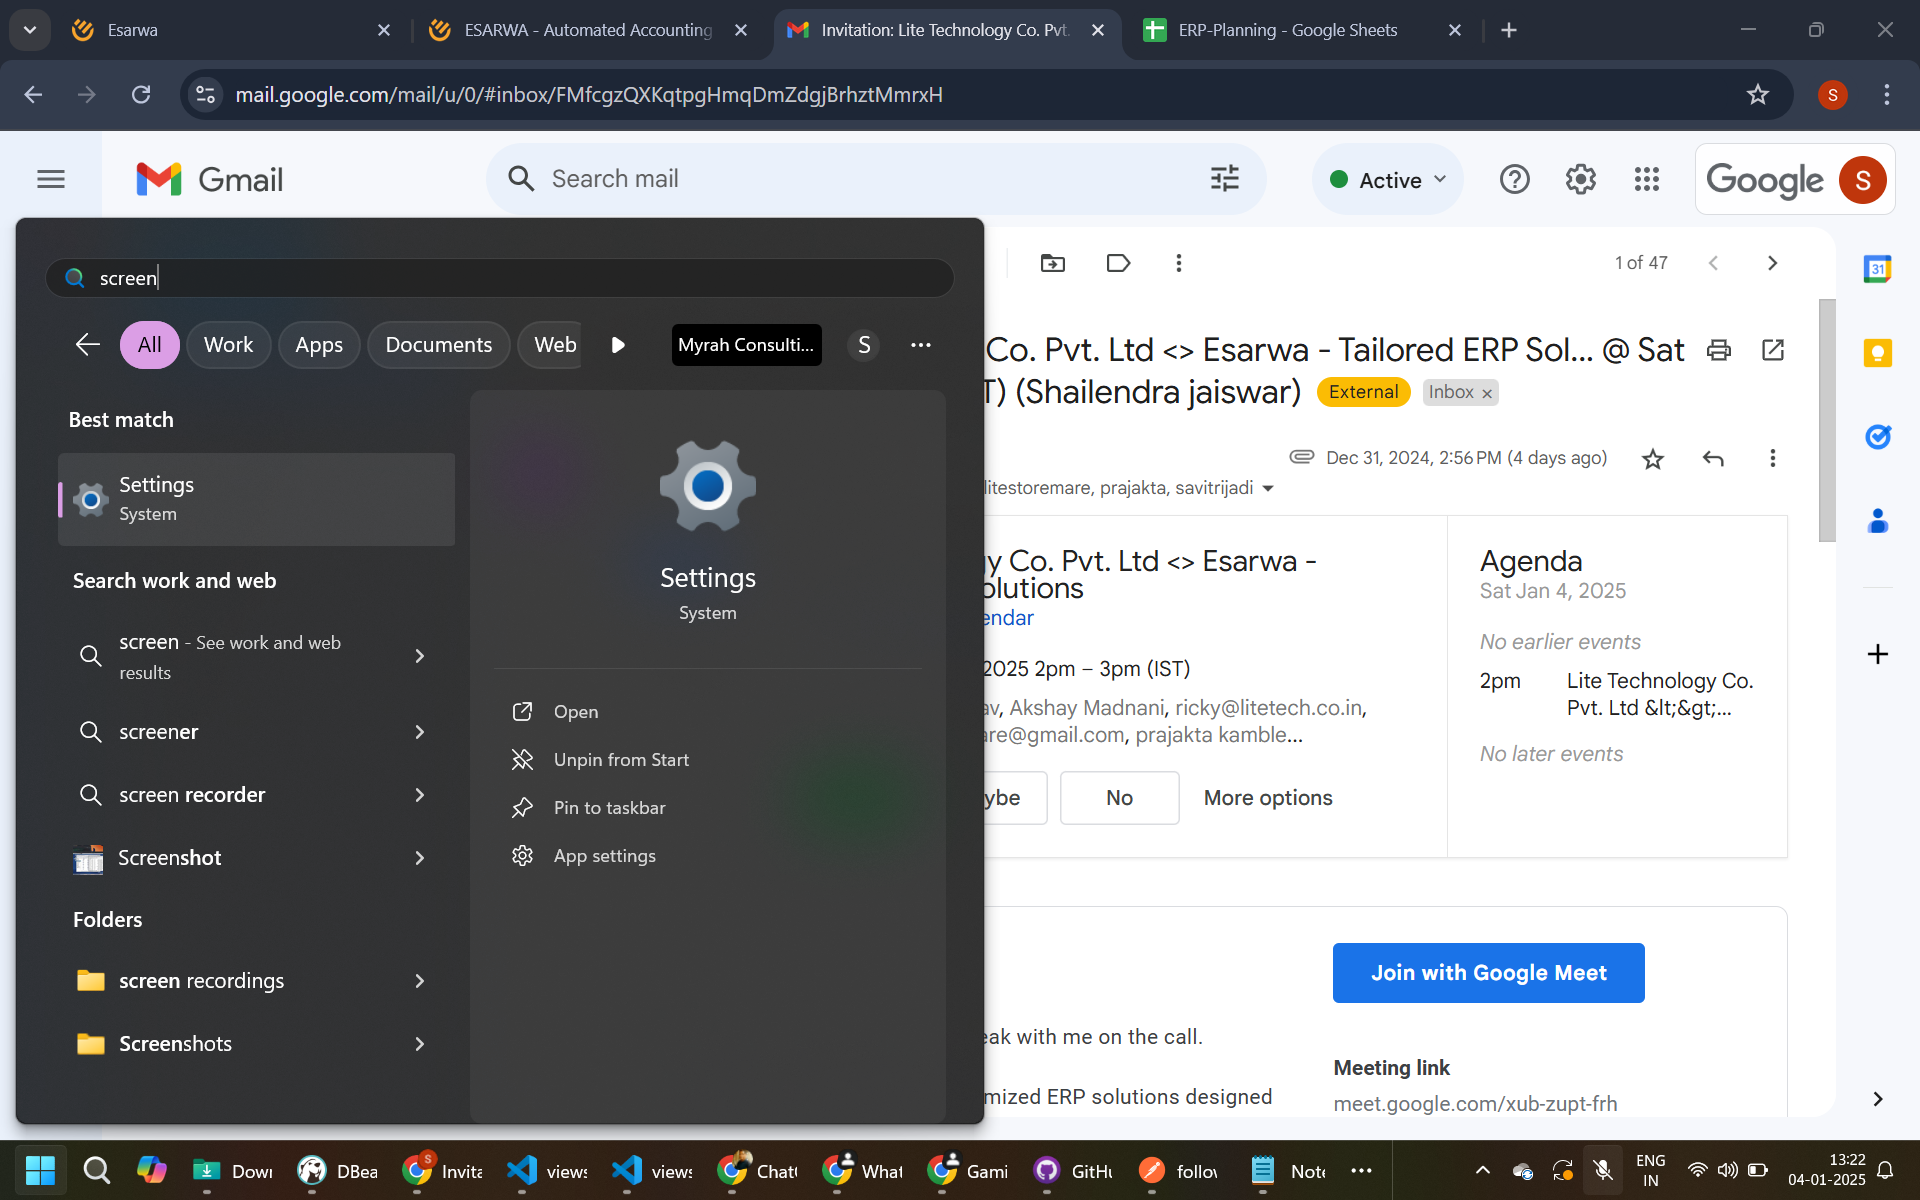 Esarwa
ESARWA - Automated Accounting
Invitation: Lite Technology Co. Pvt.
ERP-Planning - Google Sheets
mail.google.com/mail/u/0/#inbox/FMfcgzQXKqtpgHmqDmZdgjBrhztMmrxH
S
Gmail
Search mail
Active
Google
S
screen
All
Work
Apps
Documents
Web
Myrah Consulti...
S
Best match
Settings
System
Search work and web
screen - See work and web
results
screener
screen recorder
Screenshot
Folders
screen recordings
Screenshots
Settings
System
Open
Unpin from Start
Pin to taskbar
App settings
1 of 47
Co. Pvt. Ltd <> Esarwa - Tailored ERP Sol... @ Sat
T) (Shailendra jaiswar)
External
Inbox ×
Dec 31, 2024, 2:56 PM (4 days ago)
litestoremare, prajakta, savitrijadi
y Co. Pvt. Ltd <> Esarwa -
olutions
endar
2025 2pm – 3pm (IST)
av, Akshay Madnani, ricky@litetech.co.in,
are@gmail.com, prajakta kamble...
ybe
No
More options
Agenda
Sat Jan 4, 2025
No earlier events
2pm
Lite Technology Co.
Pvt. Ltd &lt;&gt;...
No later events
31
Join with Google Meet
eak with me on the call.
mized ERP solutions designed
Meeting link
meet.google.com/xub-zupt-frh
Down
DBea
S
Invita
views
views
Chat
What
Gami
GitHu
follov
Note
ENG
IN
13:22
04-01-2025